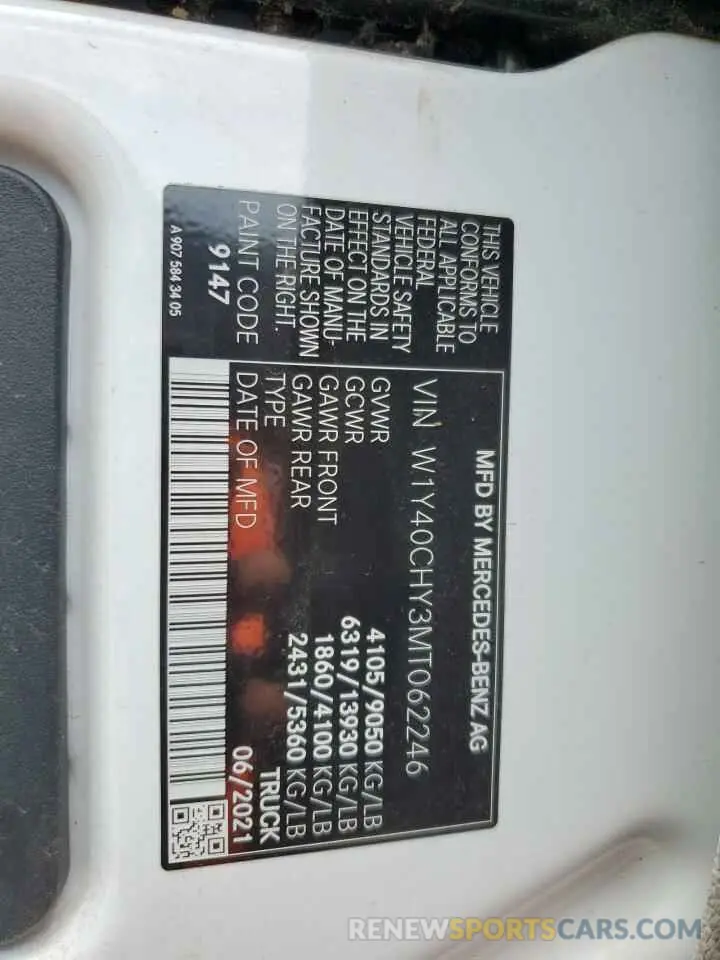 THIS VEHICLE
CONFORMS TO
ALL APPLICABLE
FEDERAL
VEHICLE SAFETY
STANDARDS IN
EFFECT ON THE
DATE OF MANU-
FACTURE SHOWN
ON THE RIGHT.
PAINT CODE
9147
A 907 584 34 05
MFD BY MERCEDES-BENZ AG
VIN W1Y40CHY3MT062246
GVWR 4105/9050 KG/LB
GCWR 6319/13930 KG/LB
GAWR FRONT 1860/4100 KG/LB
GAWR REAR 2431/5360 KG/LB
TYPE TRUCK
DATE OF MFD 06/2021
RENEWSPORTSCARS.COM